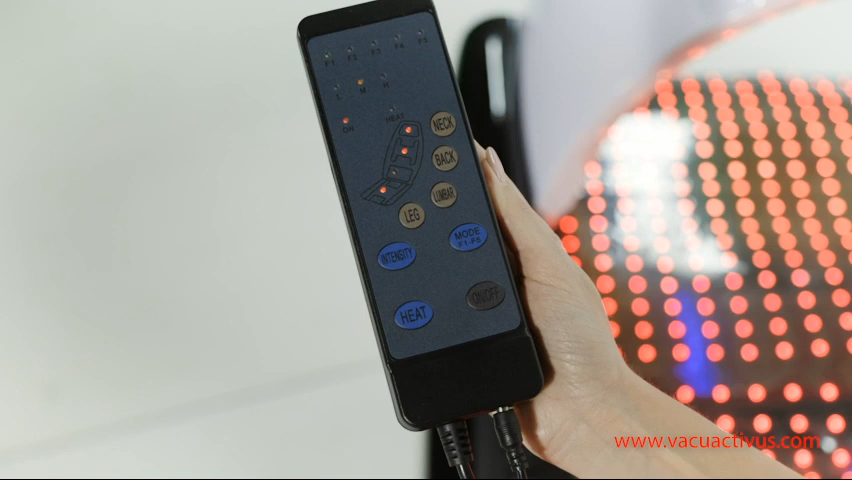 F1 F2 F3 F4 F5
L M H
ON
HEAT
NECK
BACK
LUMBAR
LEG
INTENSITY
MODE
F1-F5
HEAT
ON/OFF
www.vacuactivus.com